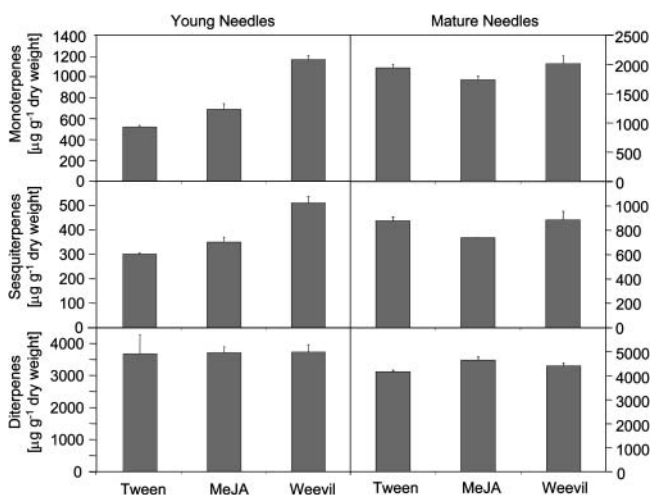 Young Needles
Mature Needles
Monoterpenes
[µg g-1 dry weight]
1400
1200
1000
800
600
400
200
0
2500
2000
1500
1000
500
0
Sesquiterpenes
[µg g-1 dry weight]
500
400
300
200
100
0
1000
800
600
400
200
0
Diterpenes
[µg g-1 dry weight]
4000
3500
3000
1000
0
5000
4000
3000
2000
1000
0
Tween
MeJA
Weevil
Tween
MeJA
Weevil